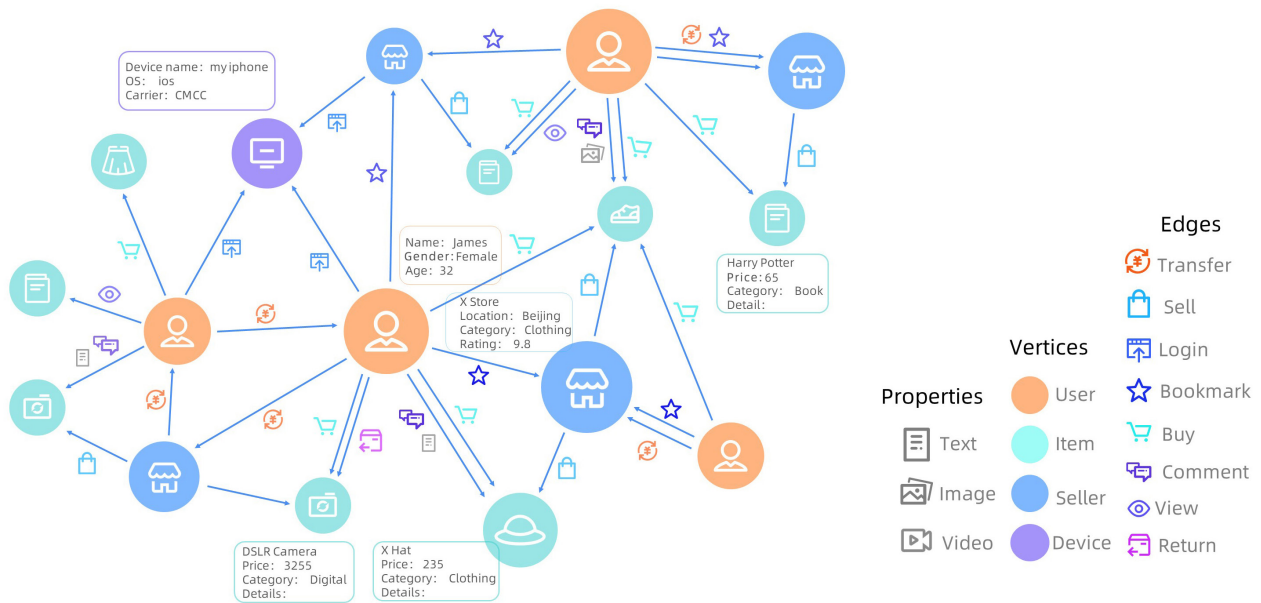 Device name: my iphone
OS: ios
Carrier: CMCC
Name: James
Gender: Female
Age: 32
X Store
Location: Beijing
Category: Clothing
Rating: 9.8
Harry Potter
Price: 65
Category: Book
Detail:
DSLR Camera
Price: 3255
Category: Digital
Details:
X Hat
Price: 235
Category: Clothing
Details:
Properties
Text
Image
Video
Vertices
User
Item
Seller
Device
Edges
Transfer
Sell
Login
Bookmark
Buy
Comment
View
Return